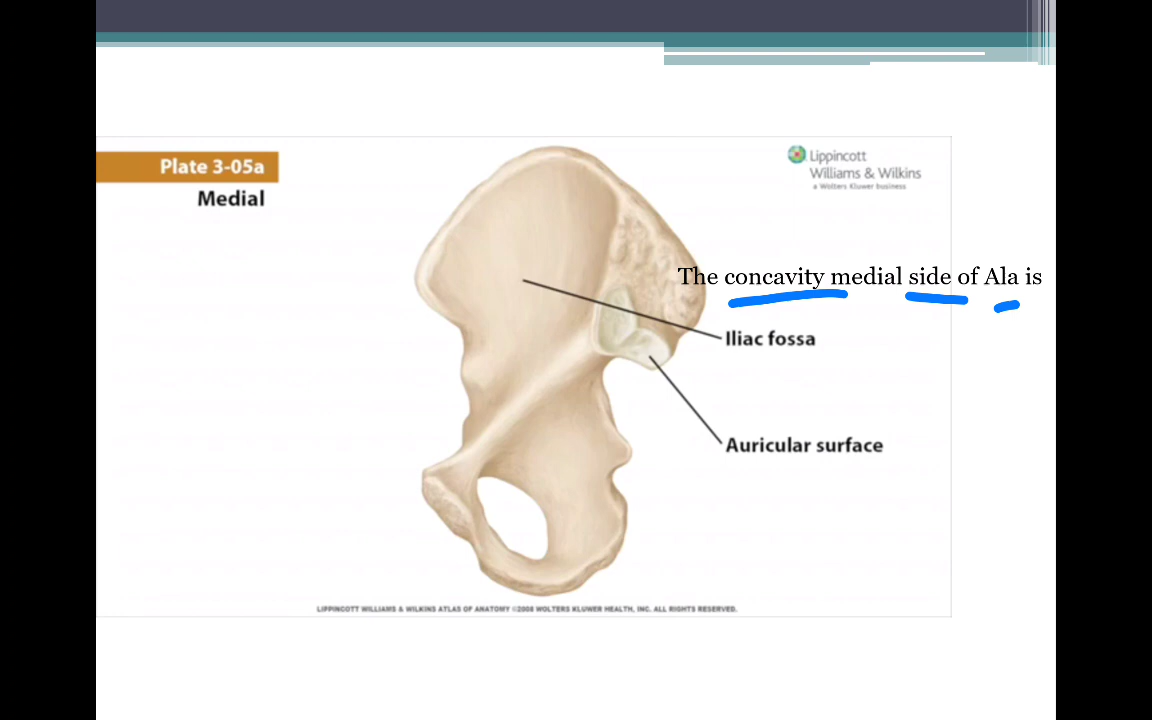 Plate 3-05a
Medial
Lippincott
Williams & Wilkins
a Wolters Kluwer business
The concavity medial side of Ala is
Iliac fossa
Auricular surface
LIPPINCOTT WILLIAMS & WILKINS ATLAS OF ANATOMY ©2008 WOLTERS KLUWER HEALTH, INC. ALL RIGHTS RESERVED.